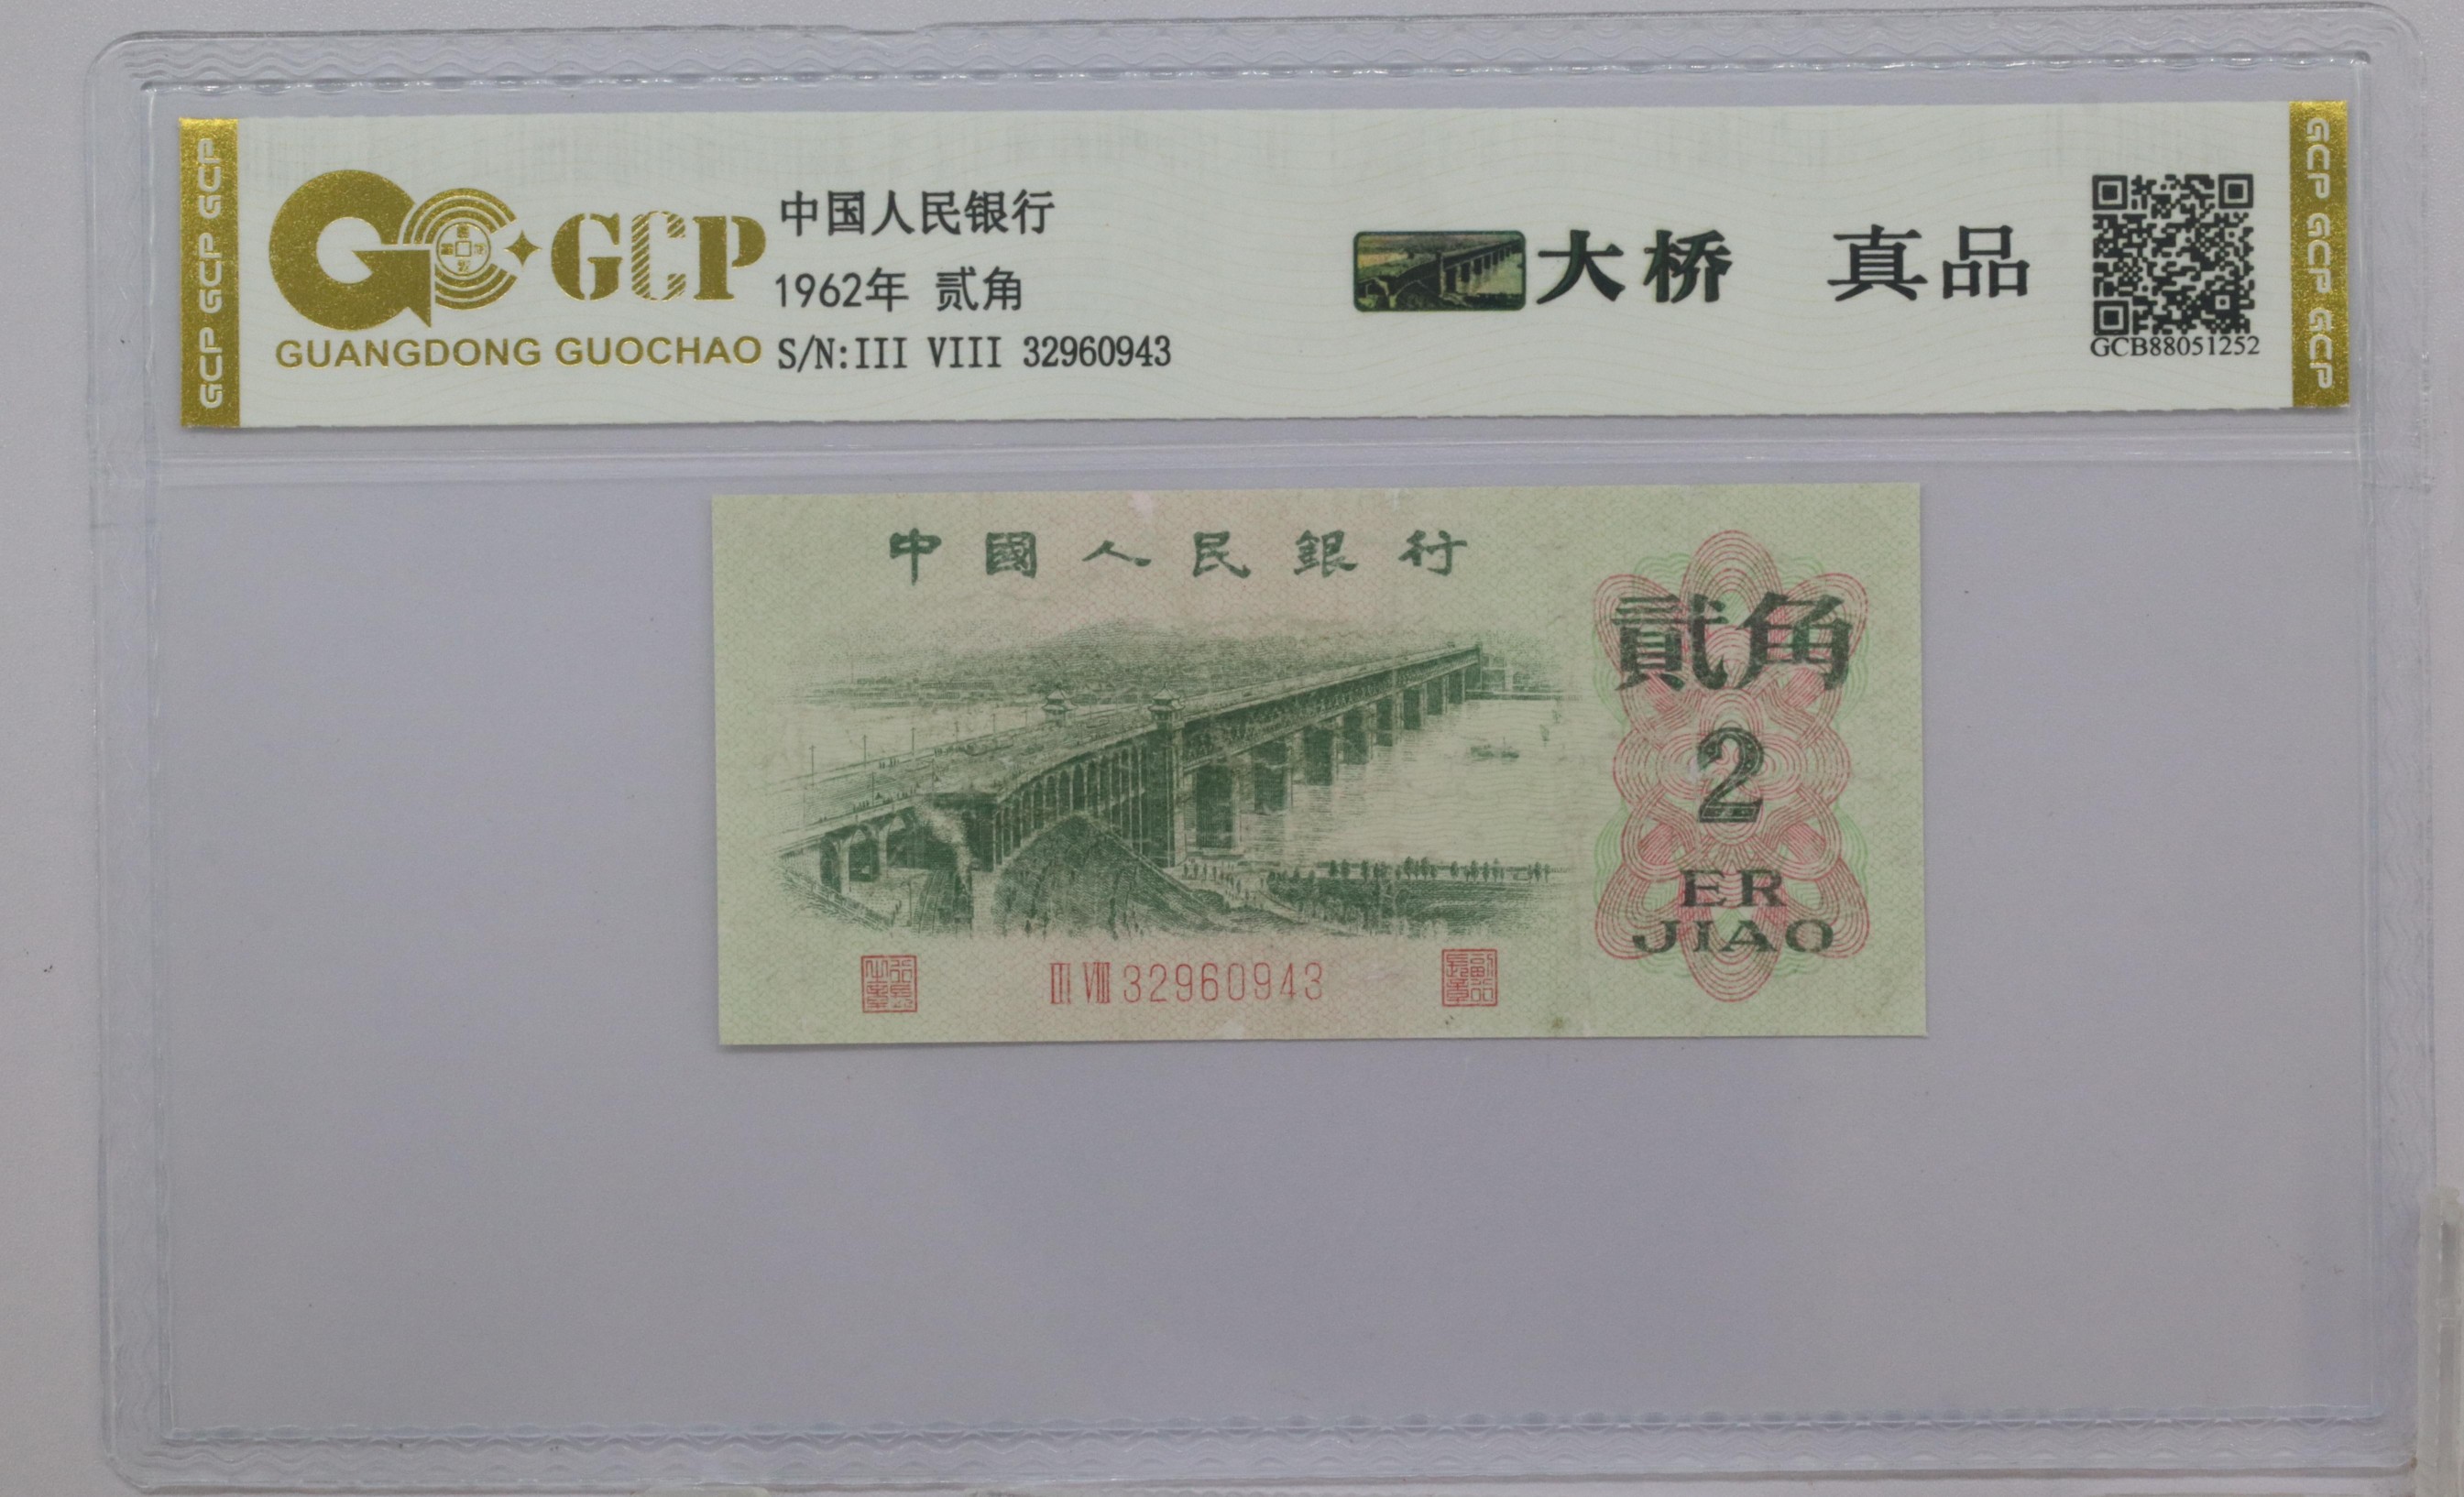 GCP GCP GCP
GCP
GUANGDONG GUOCHAO
中国人民银行
1962年 贰角
S/N:III VIII 32960943
大桥 真品
GCB88051252
GCP GCP GCP
中國人民銀行
貳角
2
ER
JIAO
III VIII 32960943